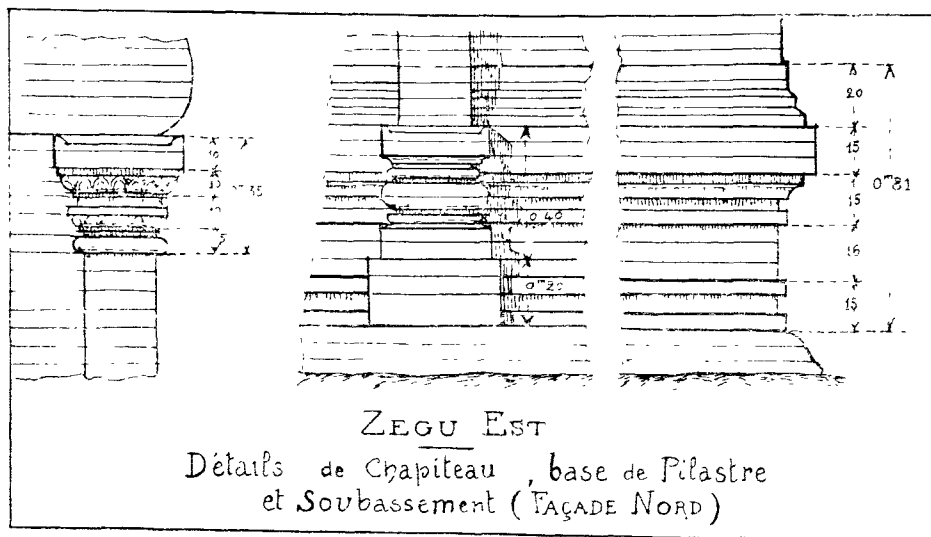 35
0 40
0ᵐ20
20
15
15
16
15
0ᵐ81
ZEGU EST
Détails de Chapiteau, base de Pilastre
et Soubassement (FAÇADE NORD)